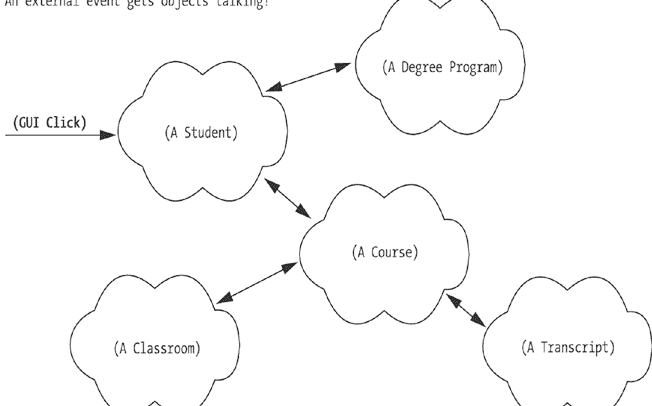 An external event gets objects talking!
(A Degree Program)
(GUI Click)
(A Student)
(A Course)
(A Classroom)
(A Transcript)